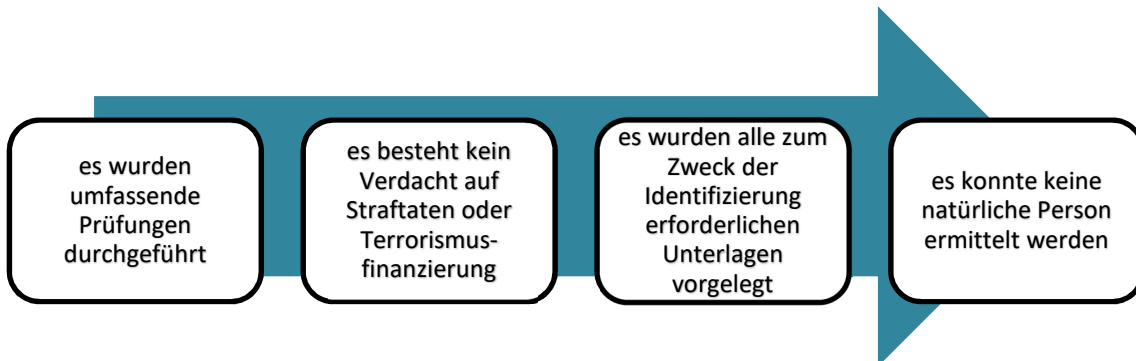 es wurden
umfassende
Prüfungen
durchgeführt
es besteht kein
Verdacht auf
Straftaten oder
Terrorismus-
finanzierung
es wurden alle zum
Zweck der
Identifizierung
erforderlichen
Unterlagen
vorgelegt
es konnte keine
natürliche Person
ermittelt werden